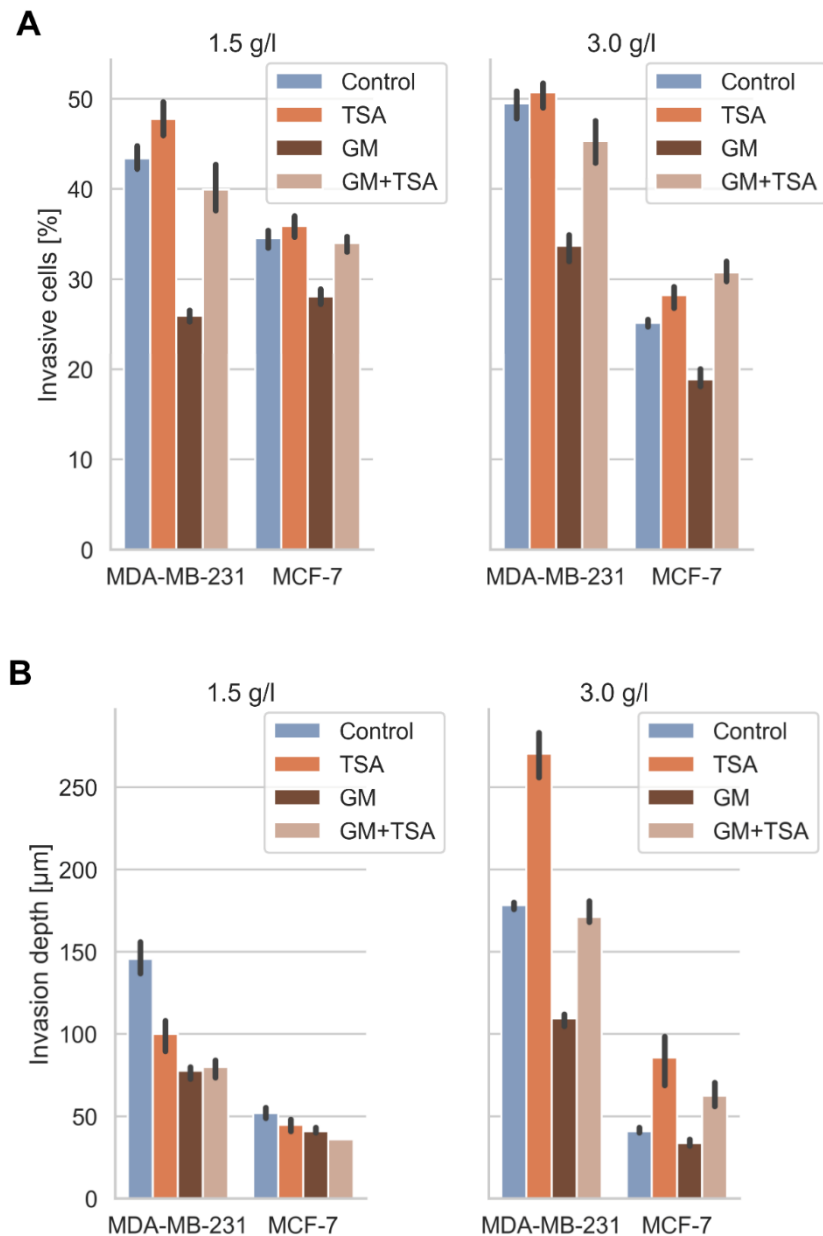 A
1.5 g/l
3.0 g/l
Control
TSA
GM
GM+TSA
Control
TSA
GM
GM+TSA
Invasive cells [%]
50
40
30
20
10
0
MDA-MB-231
MCF-7
MDA-MB-231
MCF-7
B
1.5 g/l
3.0 g/l
Control
TSA
GM
GM+TSA
Control
TSA
GM
GM+TSA
Invasion depth [µm]
250
200
150
100
50
0
MDA-MB-231
MCF-7
MDA-MB-231
MCF-7